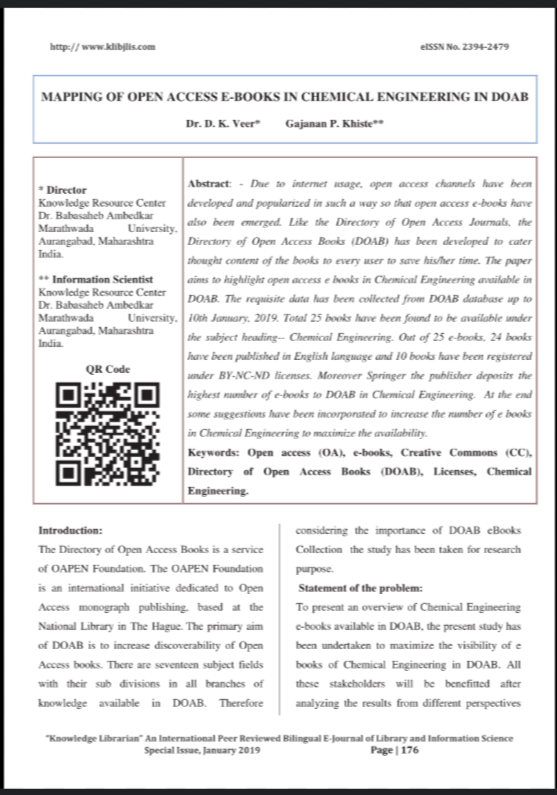 http:// www.klibjlis.com
eISSN No. 2394-2479
MAPPING OF OPEN ACCESS E-BOOKS IN CHEMICAL ENGINEERING IN DOAB
Dr. D. K. Veer* Gajanan P. Khiste**
* Director
Knowledge Resource Center
Dr. Babasaheb Ambedkar
Marathwada University,
Aurangabad, Maharashtra
India.
** Information Scientist
Knowledge Resource Center
Dr. Babasaheb Ambedkar
Marathwada University,
Aurangabad, Maharashtra
India.
QR Code
Abstract: - Due to internet usage, open access channels have been
developed and popularized in such a way so that open access e-books have
also been emerged. Like the Directory of Open Access Journals, the
Directory of Open Access Books (DOAB) has been developed to cater
thought content of the books to every user to save his/her time. The paper
aims to highlight open access e books in Chemical Engineering available in
DOAB. The requisite data has been collected from DOAB database up to
10th January, 2019. Total 25 books have been found to be available under
the subject heading-- Chemical Engineering. Out of 25 e-books, 24 books
have been published in English language and 10 books have been registered
under BY-NC-ND licenses. Moreover Springer the publisher deposits the
highest number of e-books to DOAB in Chemical Engineering. At the end
some suggestions have been incorporated to increase the number of e books
in Chemical Engineering to maximize the availability.
Keywords: Open access (OA), e-books, Creative Commons (CC),
Directory of Open Access Books (DOAB), Licenses, Chemical
Engineering.
Introduction:
The Directory of Open Access Books is a service
of OAPEN Foundation. The OAPEN Foundation
is an international initiative dedicated to Open
Access monograph publishing, based at the
National Library in The Hague. The primary aim
of DOAB is to increase discoverability of Open
Access books. There are seventeen subject fields
with their sub divisions in all branches of
knowledge available in DOAB. Therefore
considering the importance of DOAB eBooks
Collection the study has been taken for research
purpose.
Statement of the problem:
To present an overview of Chemical Engineering
e-books available in DOAB, the present study has
been undertaken to maximize the visibility of e
books of Chemical Engineering in DOAB. All
these stakeholders will be benefitted after
analyzing the results from different perspectives
"Knowledge Librarian" An International Peer Reviewed Bilingual E-Journal of Library and Information Science
Special Issue, January 2019 Page | 176